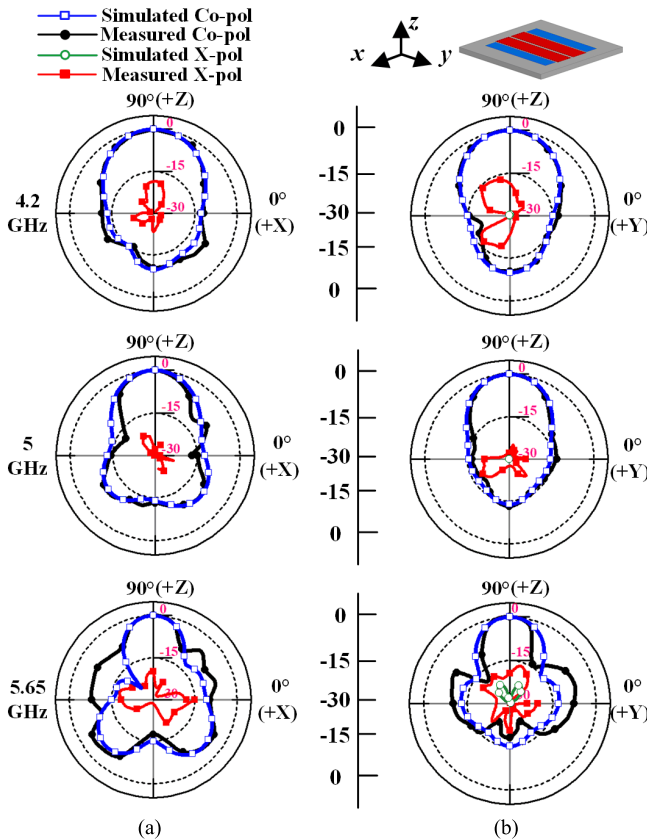 Simulated Co-pol
Measured Co-pol
Simulated X-pol
Measured X-pol
z
x
y
90°(+Z)
0
-15
-30
4.2
GHz
0°
(+X)
0
-15
-30
-15
0
90°(+Z)
0
-15
-30
0°
(+Y)
90°(+Z)
0
-15
-30
5
GHz
0°
(+X)
0
-15
-30
-15
0
90°(+Z)
0
-15
-30
0°
(+Y)
90°(+Z)
0
-15
-30
5.65
GHz
0°
(+X)
0
-15
-30
-15
0
90°(+Z)
0
-15
0°
(+Y)
(a)
(b)